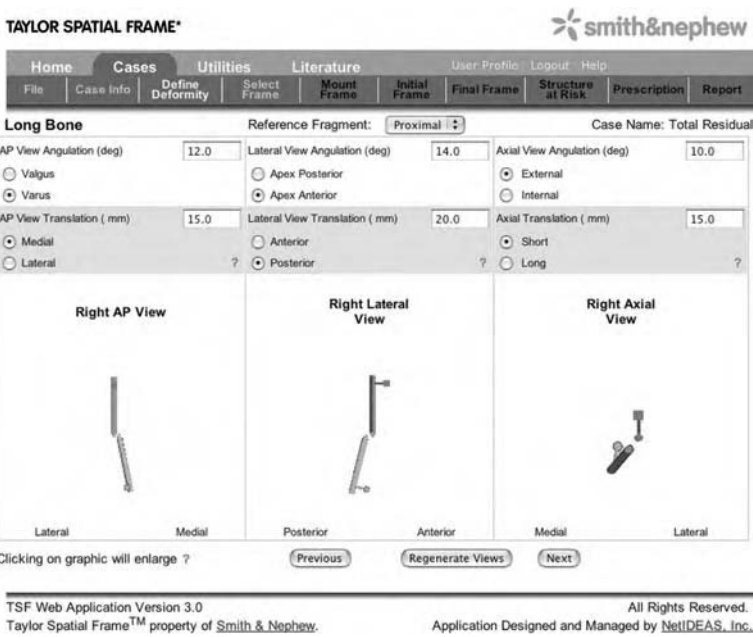 TAYLOR SPATIAL FRAME*
smith&nephew
Home Cases Utilities Literature User Profile Logout Help
File Case Info Define Deformity Select Frame Mount Frame Initial Frame Final Frame Structure at Risk Prescription Report
Long Bone Reference Fragment: Proximal Case Name: Total Residual
AP View Angulation (deg) 12.0 Lateral View Angulation (deg) 14.0 Axial View Angulation (deg) 10.0
Valgus Apex Posterior External
Varus Apex Anterior Internal
AP View Translation ( mm) 15.0 Lateral View Translation ( mm) 20.0 Axial Translation ( mm) 15.0
Medial Anterior Short
Lateral ? Posterior ? Long ?
Right AP View Right Lateral View Right Axial View
Lateral Medial Posterior Anterior Medial Lateral
Clicking on graphic will enlarge ? Previous Regenerate Views Next
TSF Web Application Version 3.0 All Rights Reserved.
Taylor Spatial Frame™ property of Smith & Nephew. Application Designed and Managed by NetIDEAS, Inc.